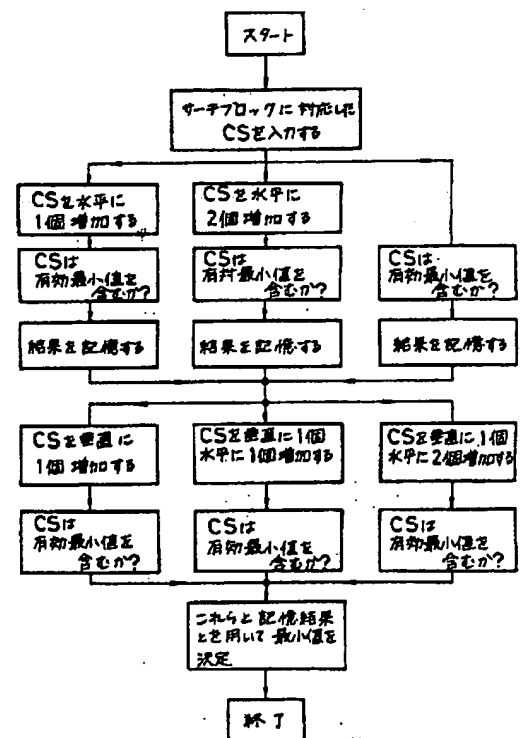 スタート
サーチブロックに対応した
CSを入力する
CSを水平に
1個増加する
CSを水平に
2個増加する
CSは
有効最小値を
含むか?
CSは
有対最小値を
含むか?
CSは
有効最小値を
含むか?
結果を記憶する
結果を記憶する
結果を記憶する
CSを垂直に
1個増加する
CSを垂直に1個
水平に1個増加する
CSを垂直に1個
水平に2個増加する
CSは
有効最小値を
含むか?
CSは
有効最小値を
含むか?
CSは
有効最小値を
含むか?
これらと記憶結果
とを用いて最小値を
決定
終了